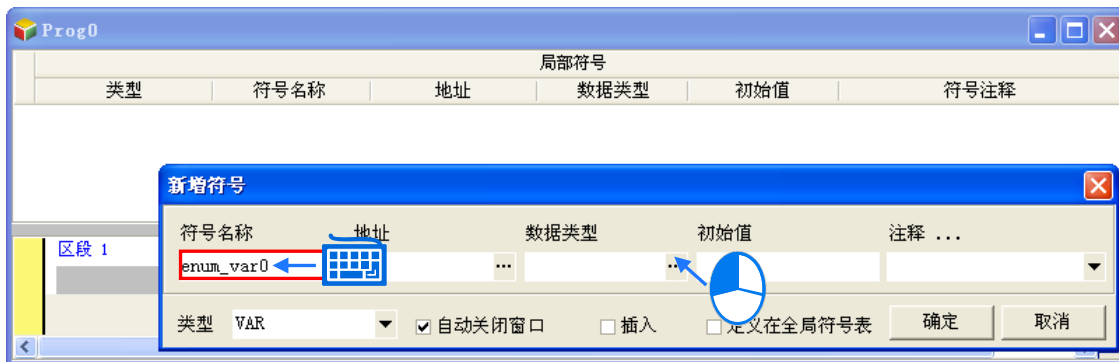 Prog0
局部符号
类型 符号名称 地址 数据类型 初始值 符号注释
新增符号
区段 1
符号名称 地址 数据类型 初始值 注释 ...
enum_var0 ... ...
类型 VAR 自动关闭窗口 插入 定义在全局符号表 确定 取消